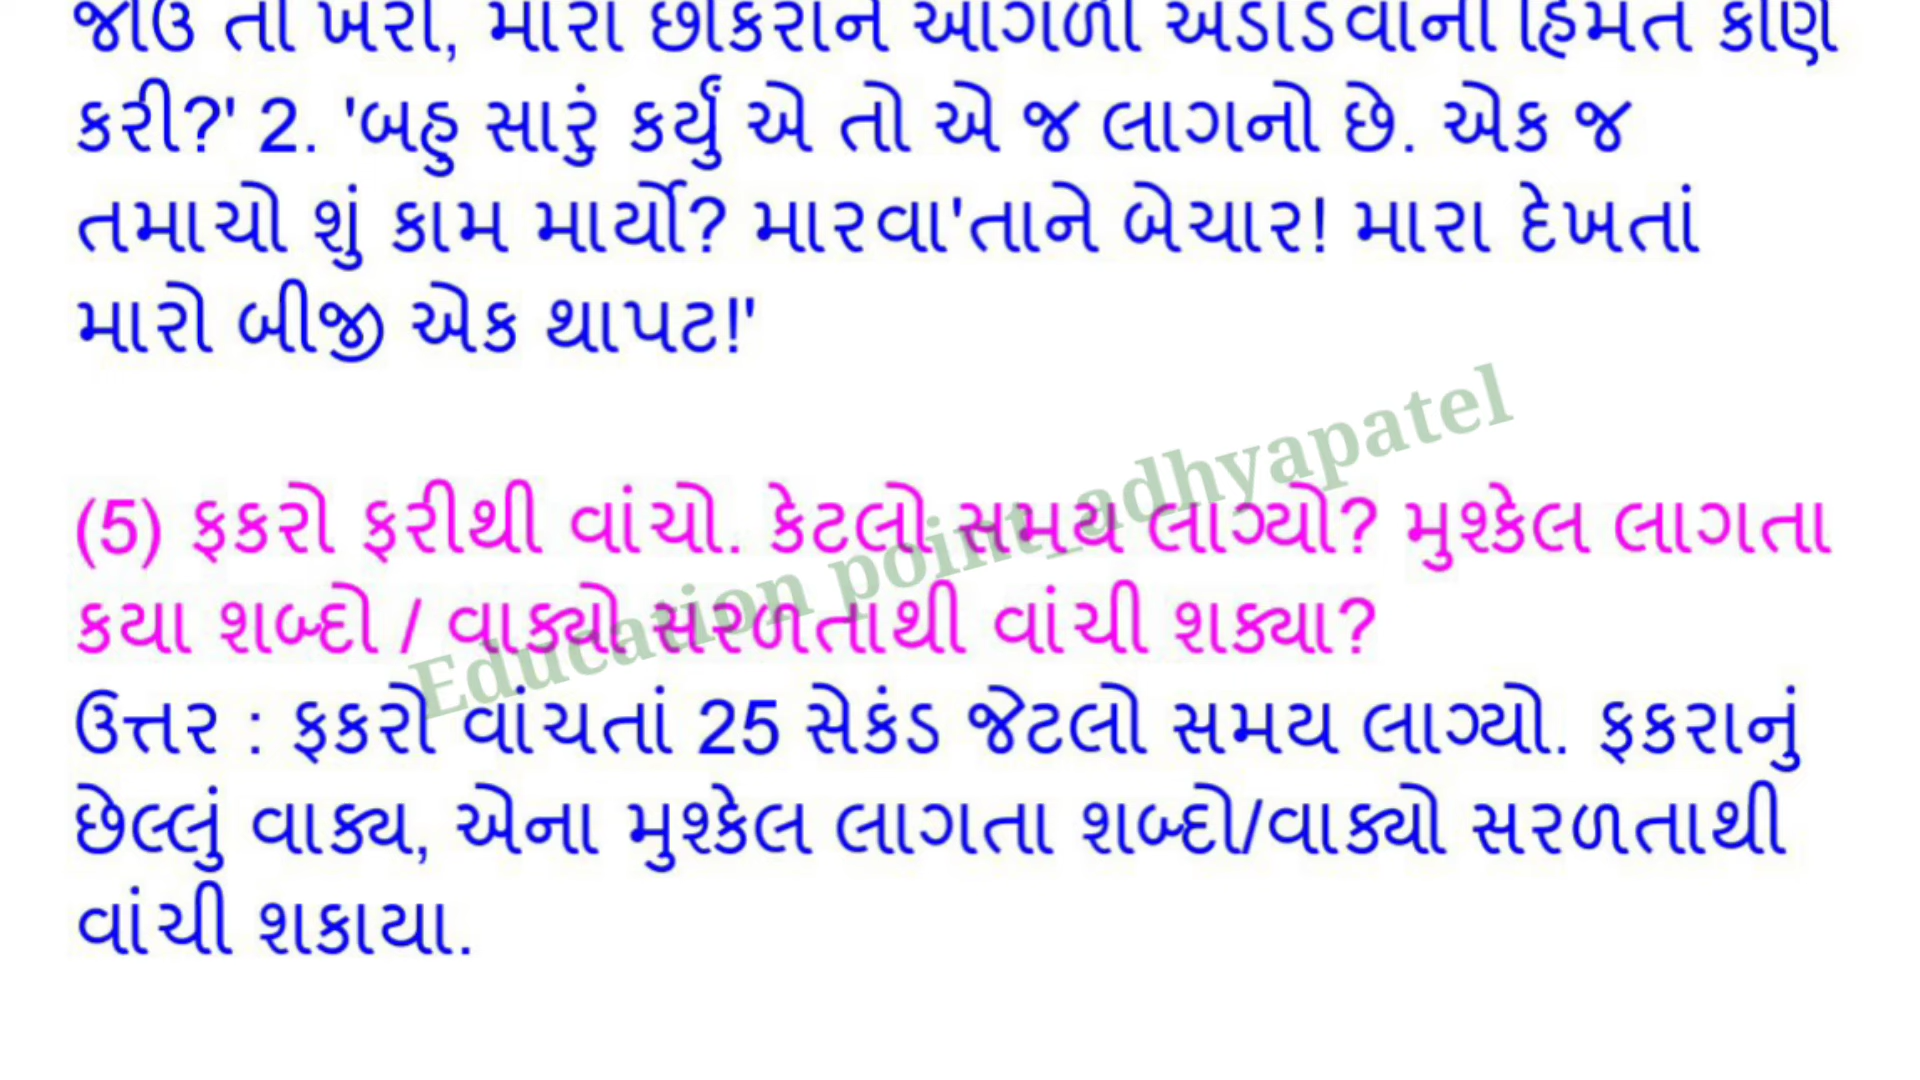 જોઉં તો ખરી, મારા છોકરાને આંગળી અડાડવાની હિંમત કોણે
કરી?' 2. 'બહુ સારું કર્યું એ તો એ જ લાગનો છે. એક જ
તમાચો શું કામ માર્યો? મારવા'તાને બેચાર! મારા દેખતાં
મારો બીજી એક થાપટ!'
(5) ફકરો ફરીથી વાંચો. કેટલો સમય લાગ્યો? મુશ્કેલ લાગતા
કયા શબ્દો / વાક્યો સરળતાથી વાંચી શક્યા?
Education point_adhyapatel
ઉત્તર : ફકરો વાંચતાં 25 સેકંડ જેટલો સમય લાગ્યો. ફકરાનું
છેલ્લું વાક્ય, એના મુશ્કેલ લાગતા શબ્દો/વાક્યો સરળતાથી
વાંચી શકાયા.